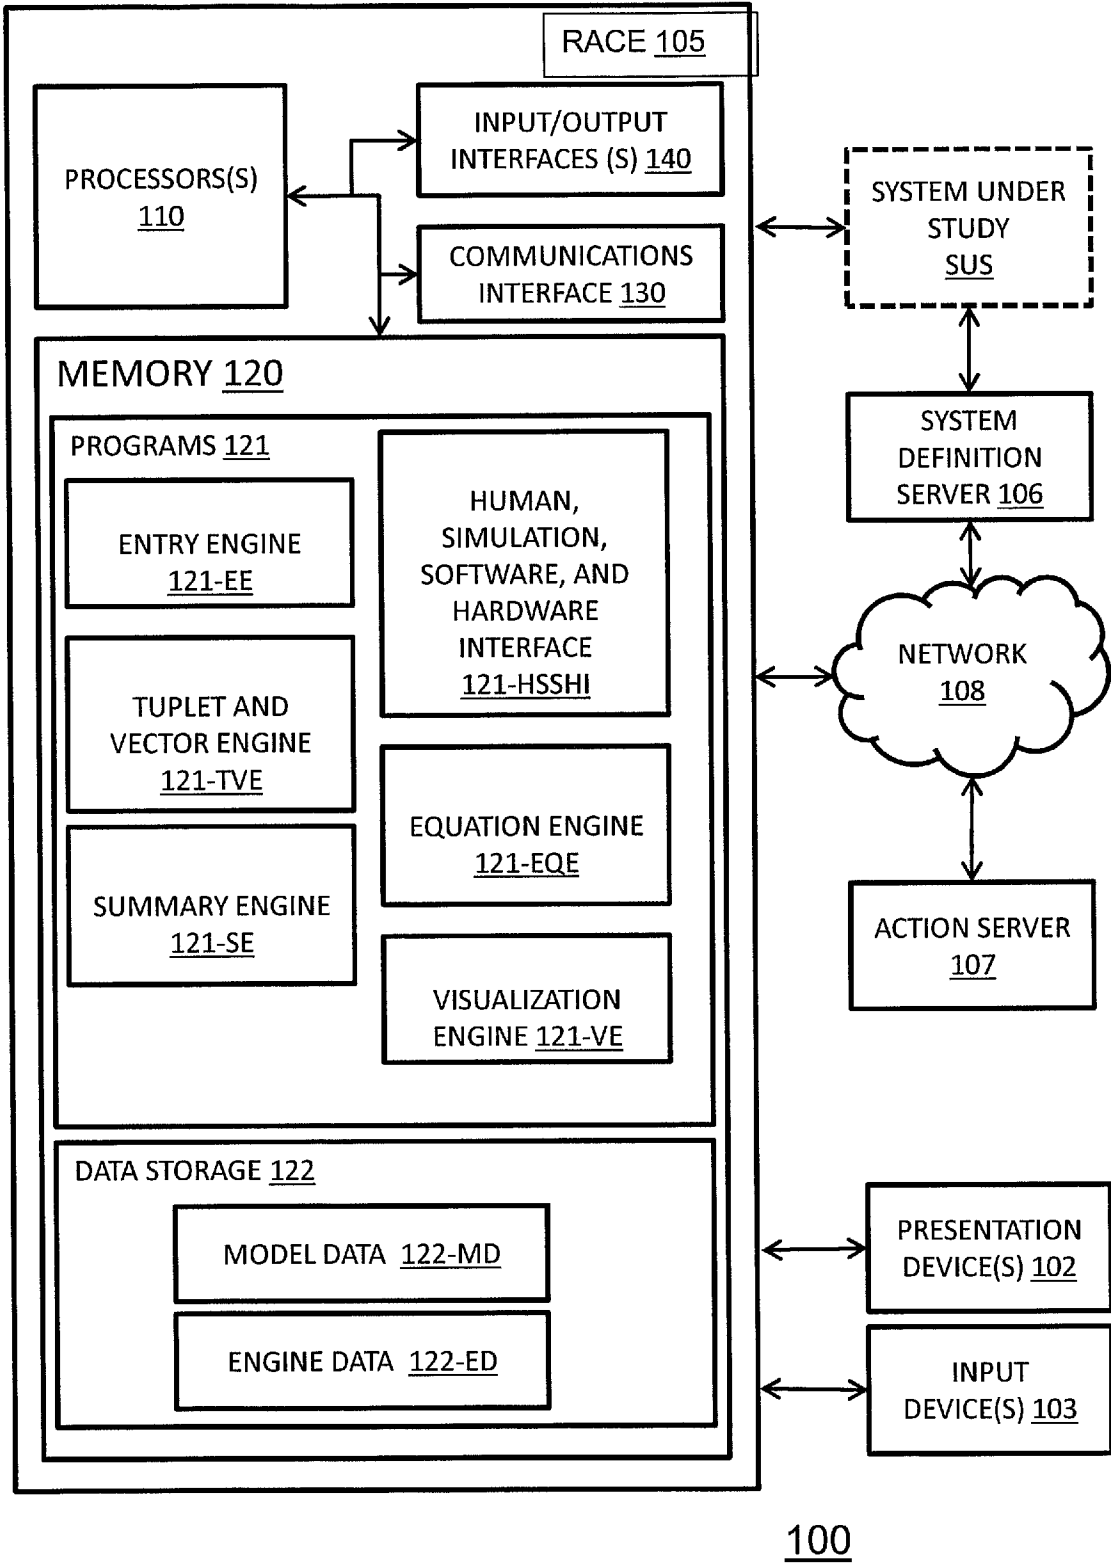 RACE 105
PROCESSORS(S)
110
INPUT/OUTPUT
INTERFACES (S) 140
COMMUNICATIONS
INTERFACE 130
MEMORY 120
PROGRAMS 121
ENTRY ENGINE
121-EE
TUPLET AND
VECTOR ENGINE
121-TVE
SUMMARY ENGINE
121-SE
HUMAN,
SIMULATION,
SOFTWARE, AND
HARDWARE
INTERFACE
121-HSSHI
EQUATION ENGINE
121-EQE
VISUALIZATION
ENGINE 121-VE
DATA STORAGE 122
MODEL DATA 122-MD
ENGINE DATA 122-ED
SYSTEM UNDER
STUDY
SUS
SYSTEM
DEFINITION
SERVER 106
NETWORK
108
ACTION SERVER
107
PRESENTATION
DEVICE(S) 102
INPUT
DEVICE(S) 103
100